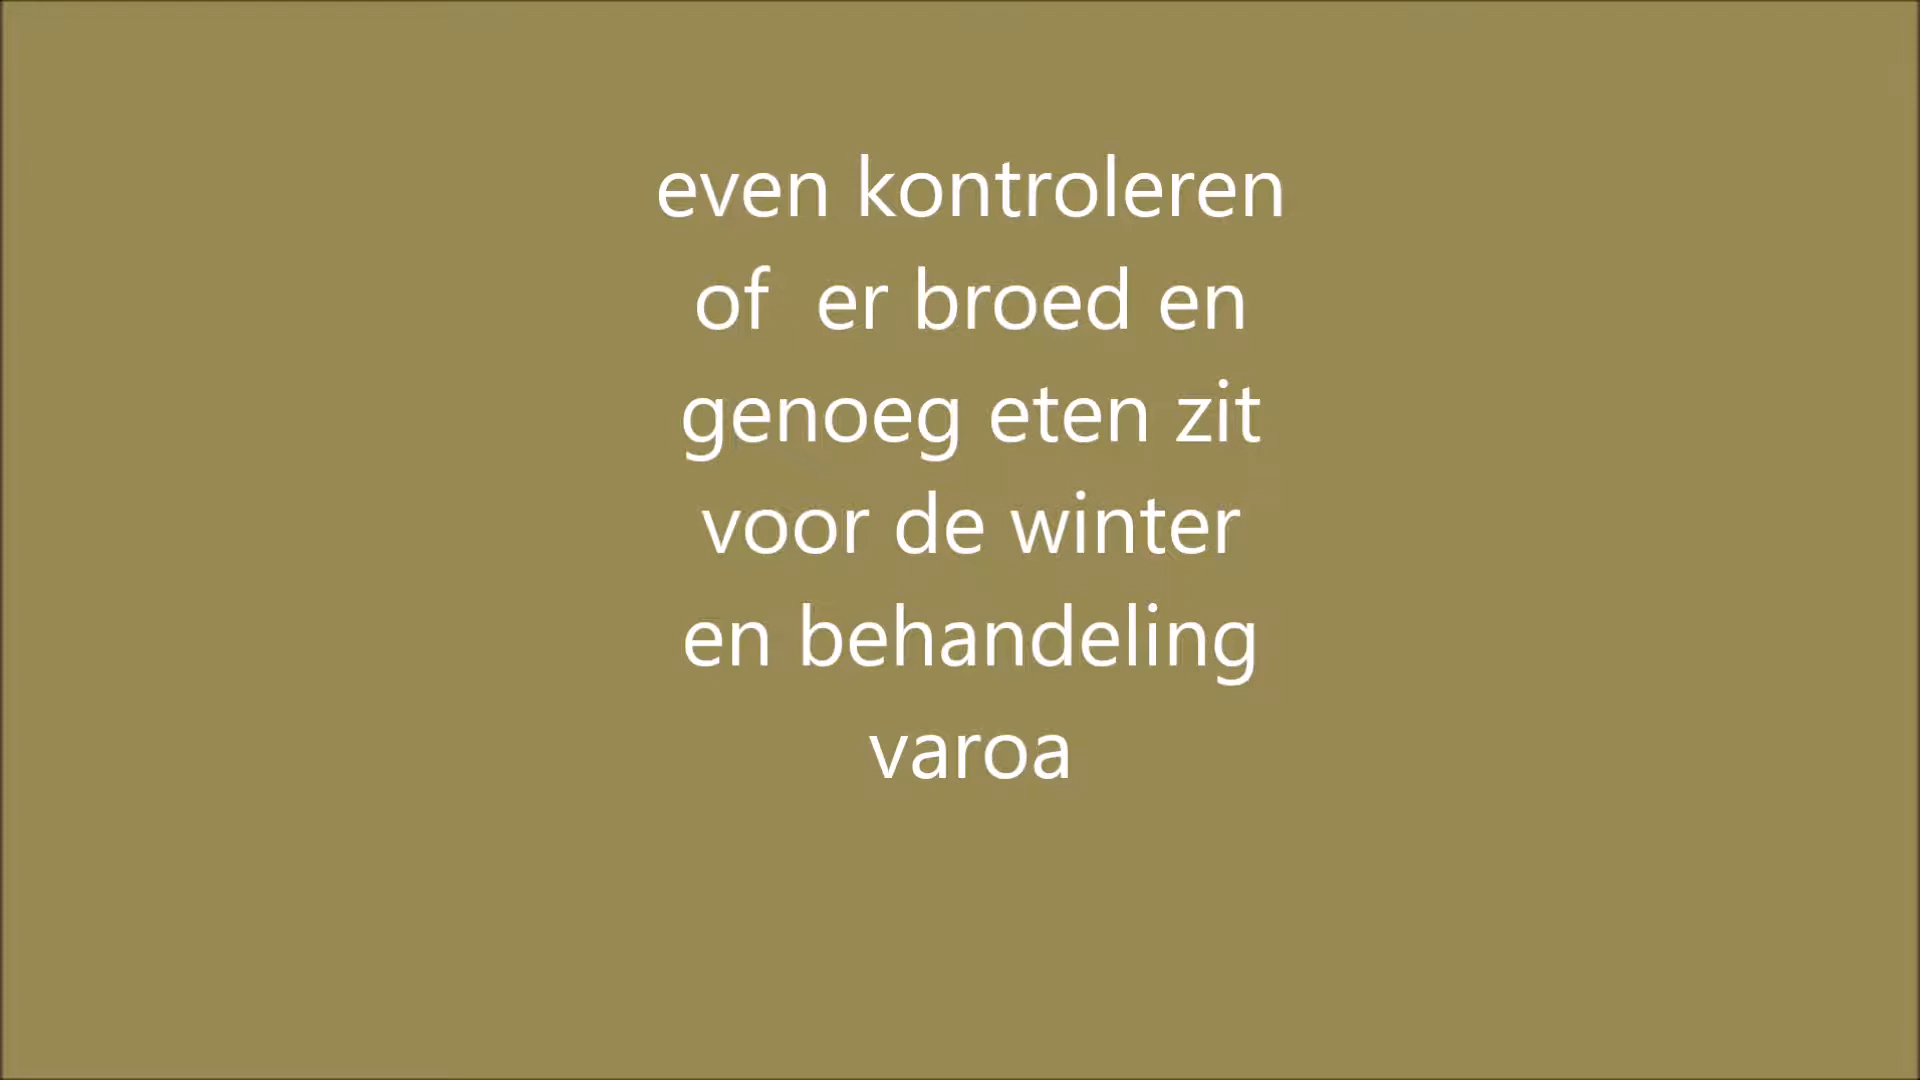 even kontroleren
of  er broed en
genoeg eten zit
voor de winter
en behandeling
varoa